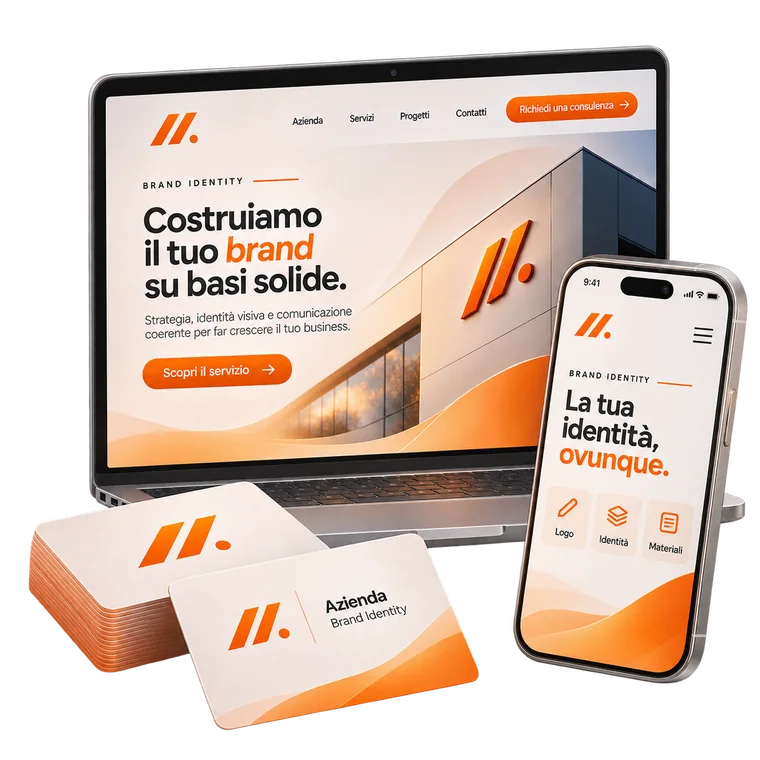 Azienda
Servizi
Progetti
Contatti
Richiedi una consulenza →
BRAND IDENTITY
Costruiamo
il tuo brand
su basi solide.
Strategia, identità visiva e comunicazione
coerente per far crescere il tuo business.
Scopri il servizio →
9:41
BRAND IDENTITY
La tua
identità,
ovunque.
Logo
Identità
Materiali
Azienda
Brand Identity